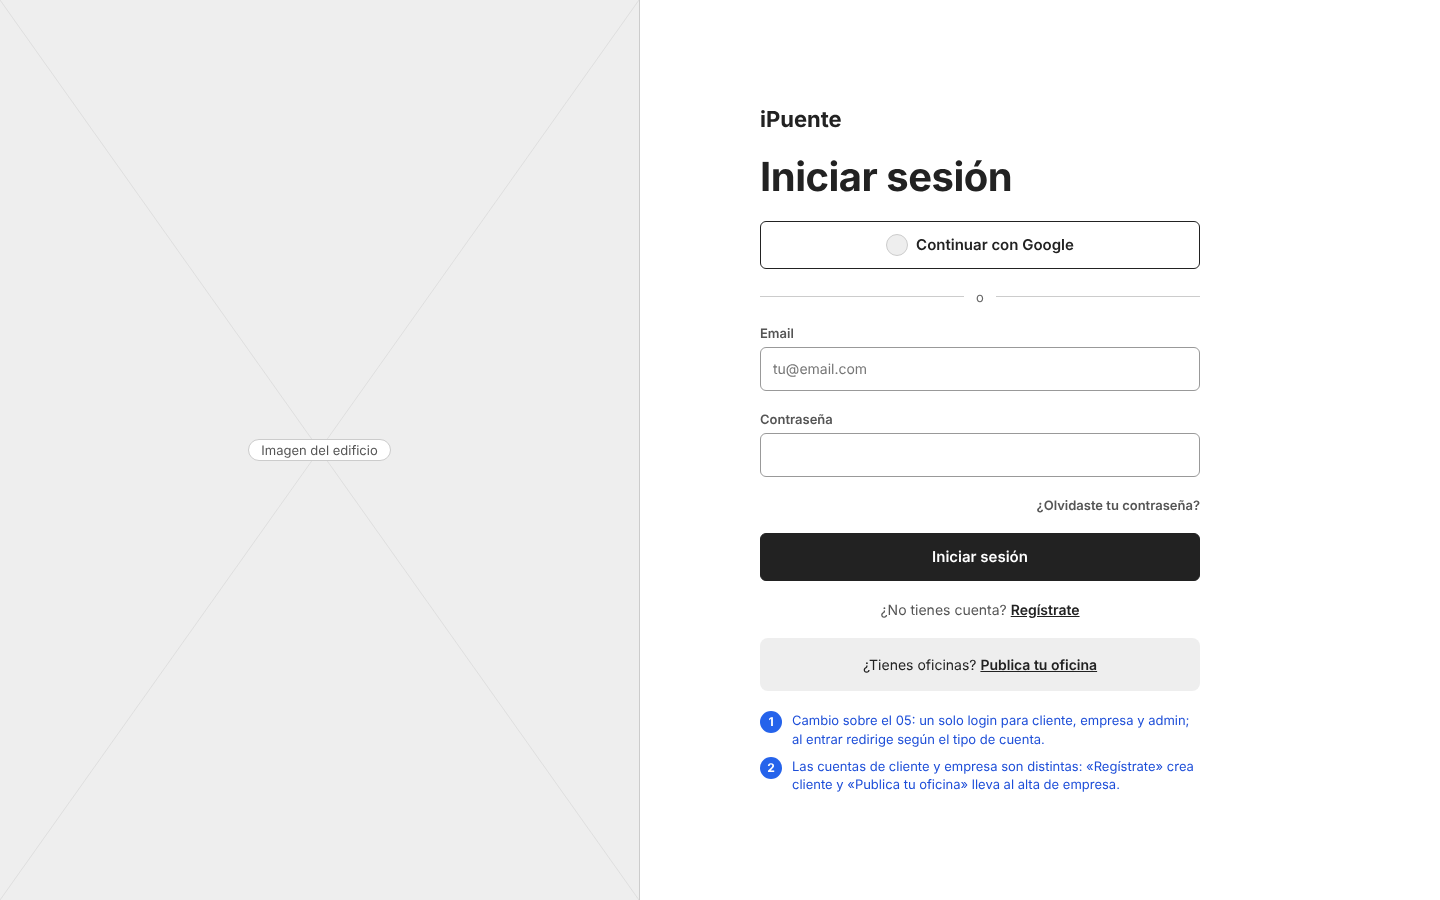 Imagen del edificio
iPuente
Iniciar sesión
Continuar con Google
o
Email
tu@email.com
Contraseña
¿Olvidaste tu contraseña?
Iniciar sesión
¿No tienes cuenta? Regístrate
¿Tienes oficinas? Publica tu oficina
1 Cambio sobre el 05: un solo login para cliente, empresa y admin;
al entrar redirige según el tipo de cuenta.
2 Las cuentas de cliente y empresa son distintas: «Regístrate» crea
cliente y «Publica tu oficina» lleva al alta de empresa.